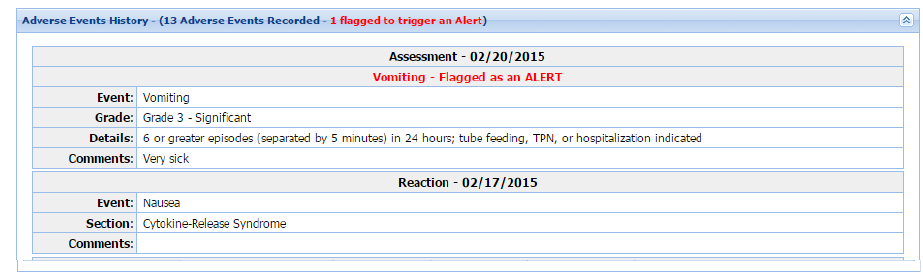 Adverse Events History - (13 Adverse Events Recorded - 1 flagged to trigger an Alert)
Assessment - 02/20/2015
Vomiting - Flagged as an ALERT
Event: Vomiting
Grade: Grade 3 - Significant
Details: 6 or greater episodes (separated by 5 minutes) in 24 hours; tube feeding, TPN, or hospitalization indicated
Comments: Very sick
Reaction - 02/17/2015
Event: Nausea
Section: Cytokine-Release Syndrome
Comments: